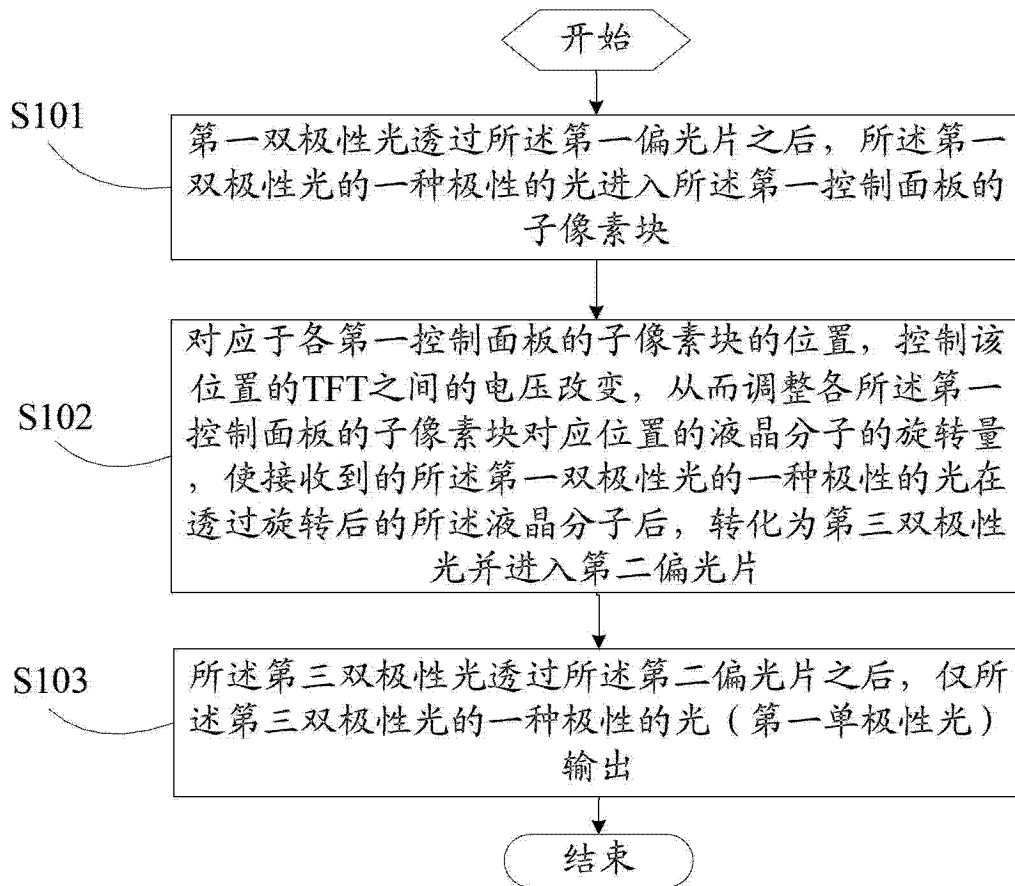 开始
S101
第一双极性光透过所述第一偏光片之后，所述第一
双极性光的一种极性的光进入所述第一控制面板的
子像素块
S102
对应于各第一控制面板的子像素块的位置，控制该
位置的TFT之间的电压改变，从而调整各所述第一
控制面板的子像素块对应位置的液晶分子的旋转量
，使接收到的所述第一双极性光的一种极性的光在
透过旋转后的所述液晶分子后，转化为第三双极性
光并进入第二偏光片
S103
所述第三双极性光透过所述第二偏光片之后，仅所
述第三双极性光的一种极性的光（第一单极性光）
输出
结束